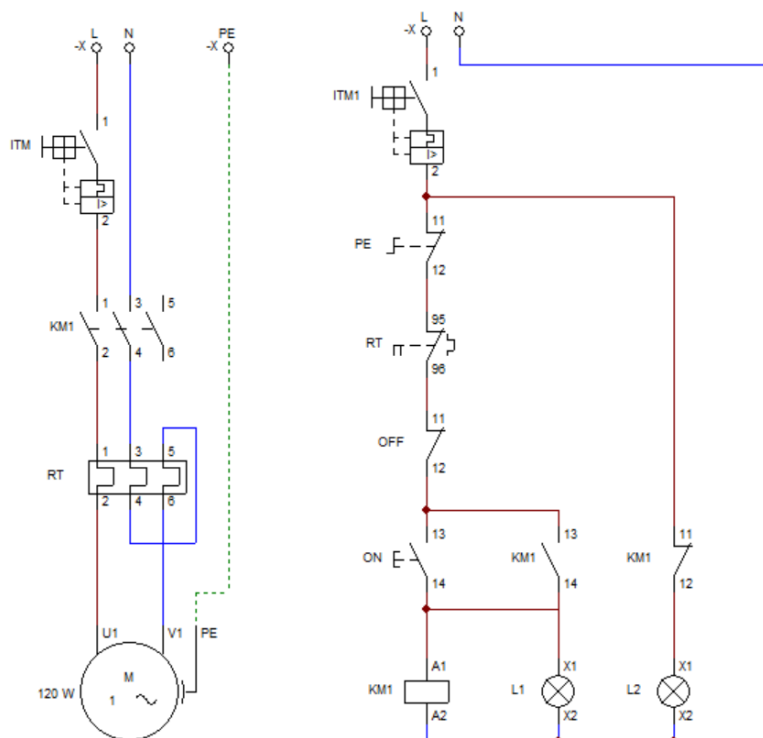 L N PE
-X -X
1
ITM
I>
2
1 3 5
KM1
2 4 6
1 3 5
RT
2 4 6
U1 V1 PE
M
120 W
1
L N
-X
1
ITM1
I>
2
11
PE
12
95
RT
96
11
OFF
12
13 13 11
ON KM1 KM1
14 14 12
A1 X1 X1
KM1 L1 L2
A2 X2 X2